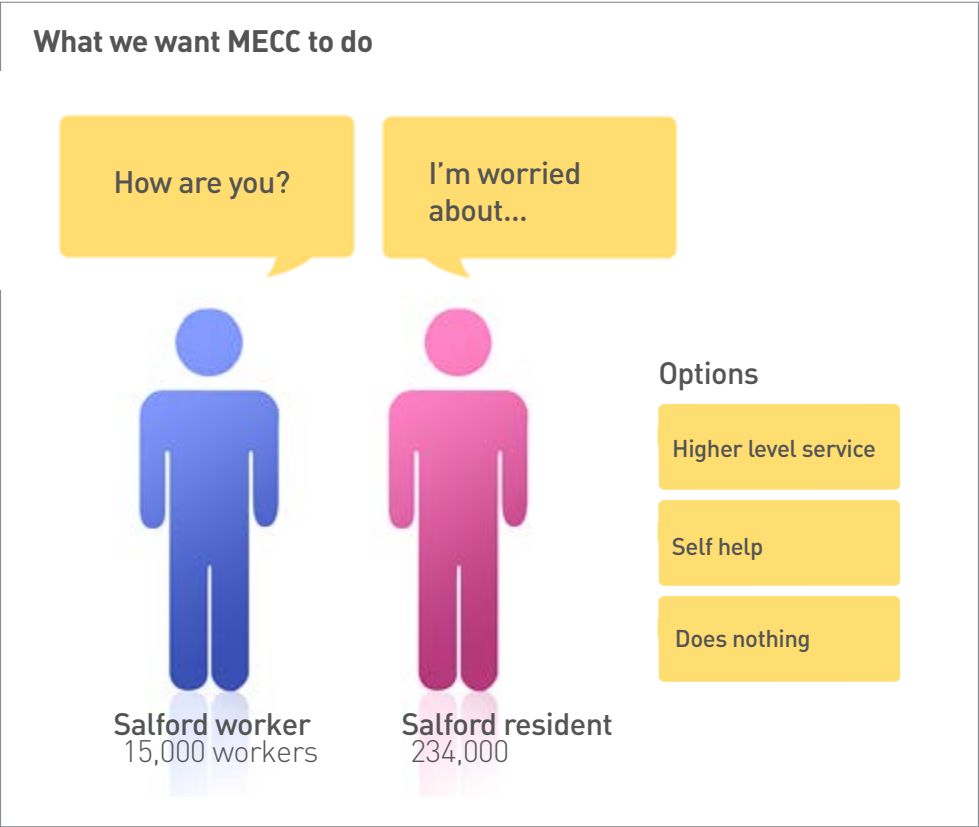 What we want MECC to do
How are you?
I'm worried
about...
Options
Higher level service
Self help
Does nothing
Salford worker
15,000 workers
Salford resident
234,000